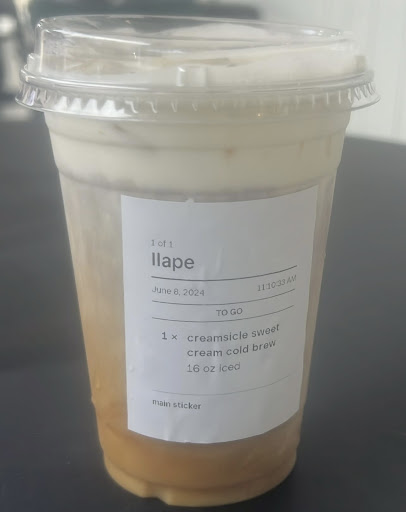 1 of 1
llape
June 6, 2024 11:10:33 AM
TO GO
1 × creamsicle sweet
cream cold brew
16 oz Iced
main sticker